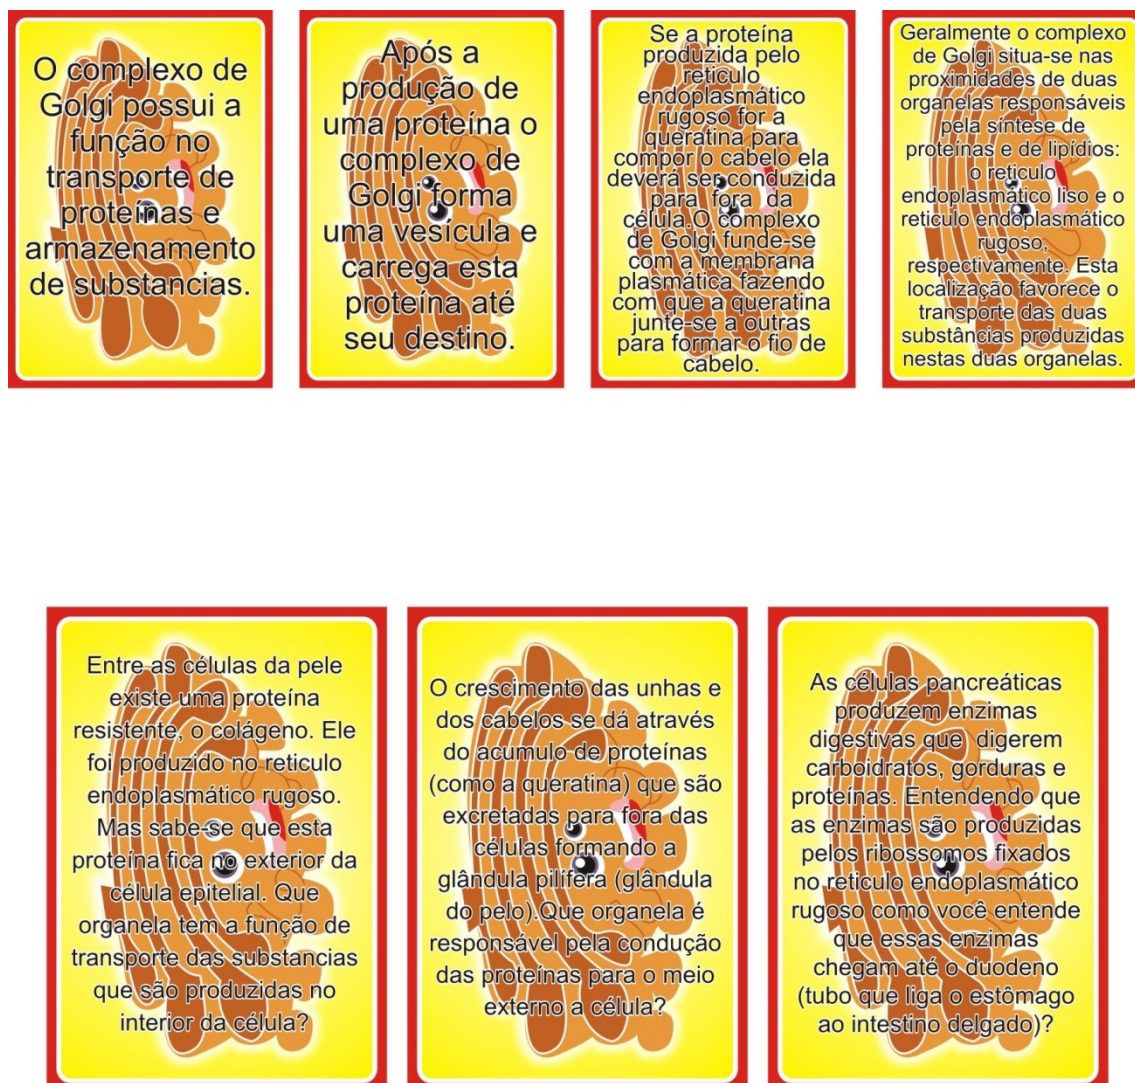 O complexo de
Golgi possui a
função no
transporte de
proteínas e
armazenamento
de substancias.
Após a
produção de
uma proteína o
complexo de
Golgi forma
uma vesícula e
carrega esta
proteína até
seu destino.
Se a proteína
produzida pelo
reticulo
endoplasmático
rugoso for a
queratina para
compor o cabelo ela
deverá ser conduzida
para fora da
célula.O complexo
de Golgi funde-se
com a membrana
plasmática fazendo
com que a queratina
junte-se a outras
para formar o fio de
cabelo.
Geralmente o complexo
de Golgi situa-se nas
proximidades de duas
organelas responsáveis
pela síntese de
proteínas e de lipídios:
o reticulo
endoplasmático liso e o
reticulo endoplasmático
rugoso,
respectivamente. Esta
localização favorece o
transporte das duas
substâncias produzidas
nestas duas organelas.
Entre as células da pele
existe uma proteína
resistente, o colágeno. Ele
foi produzido no reticulo
endoplasmático rugoso.
Mas sabe-se que esta
proteína fica no exterior da
célula epitelial. Que
organela tem a função de
transporte das substancias
que são produzidas no
interior da célula?
O crescimento das unhas e
dos cabelos se dá através
do acumulo de proteínas
(como a queratina) que são
excretadas para fora das
células formando a
glândula pilífera (glândula
do pelo).Que organela é
responsável pela condução
das proteínas para o meio
externo a célula?
As células pancreáticas
produzem enzimas
digestivas que digerem
carboidratos, gorduras e
proteínas. Entendendo que
as enzimas são produzidas
pelos ribossomos fixados
no reticulo endoplasmático
rugoso como você entende
que essas enzimas
chegam até o duodeno
(tubo que liga o estômago
ao intestino delgado)?